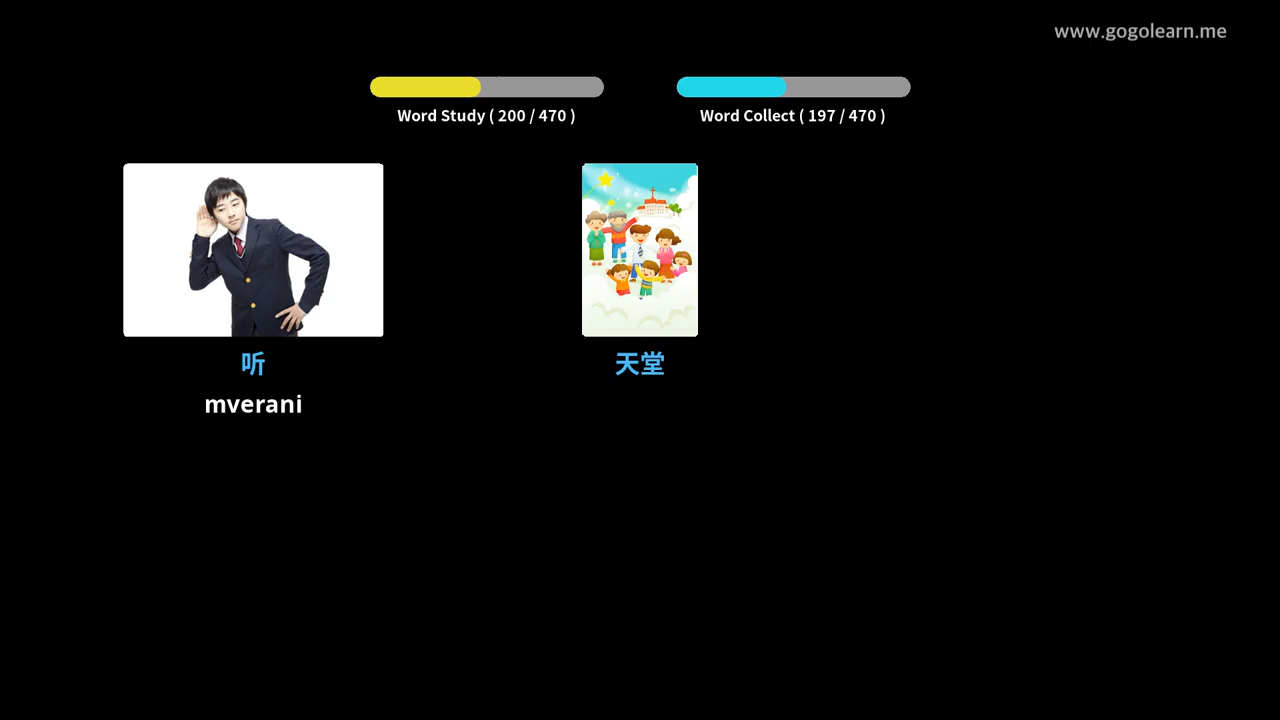 www.gogolearn.me
Word Study ( 200 / 470 )
Word Collect ( 197 / 470 )
听
天堂
mverani